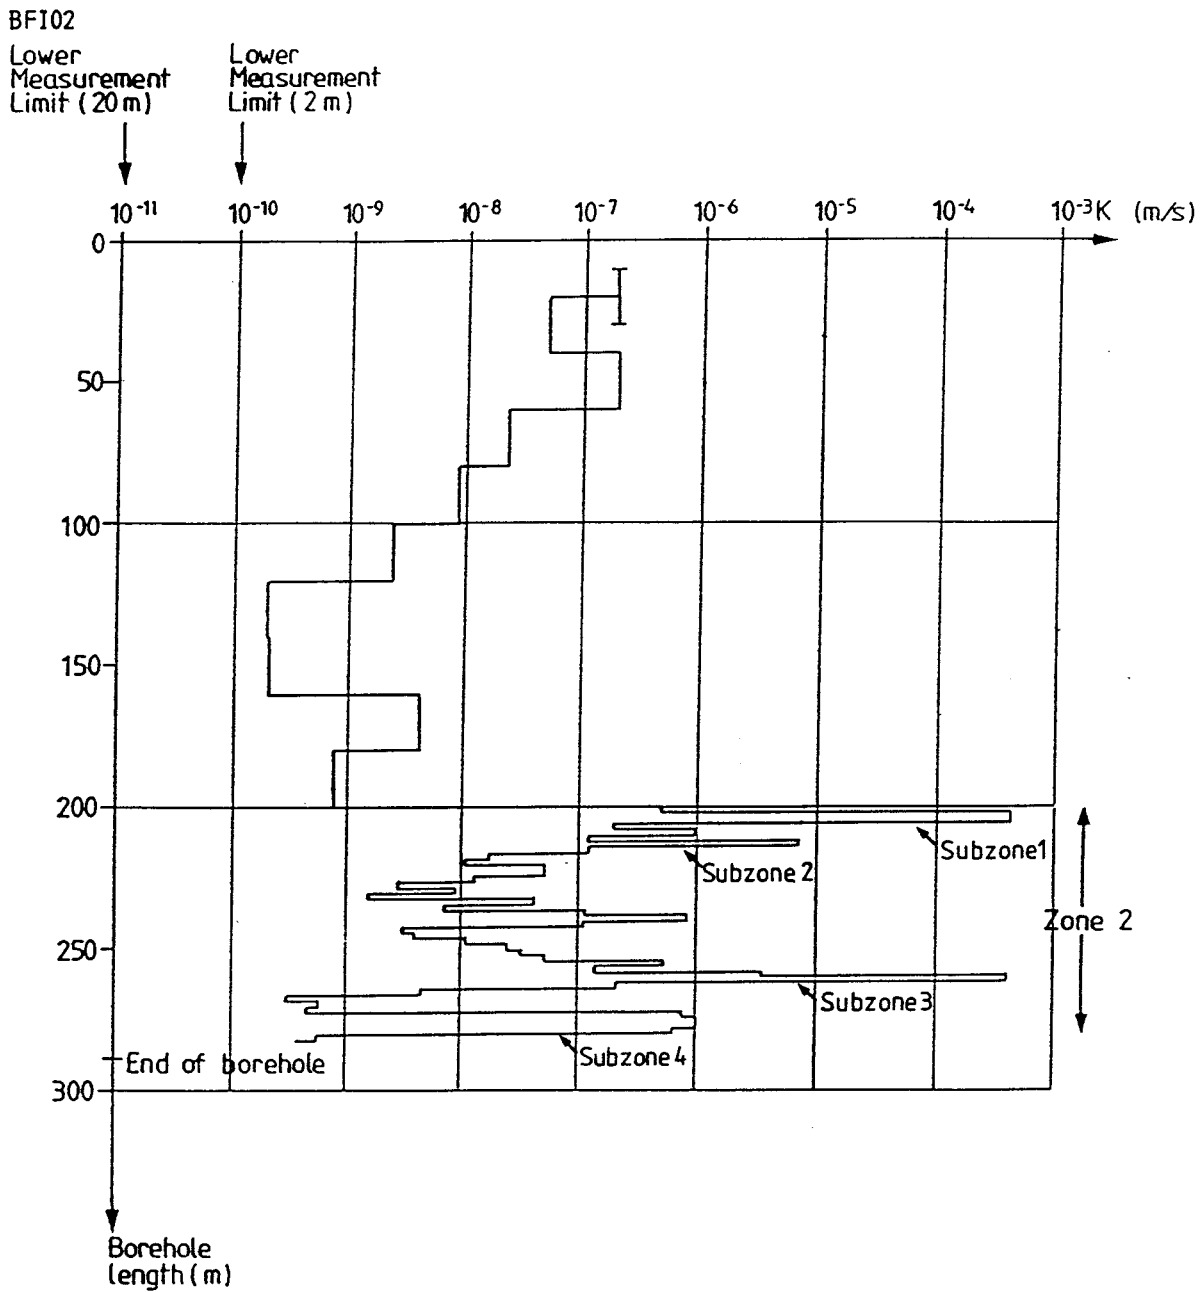 BFI02
Lower
Measurement
Limit (20 m)
Lower
Measurement
Limit (2 m)
10-11 10-10 10-9 10-8 10-7 10-6 10-5 10-4 10-3 K (m/s)
0
50
100
150
200
Subzone1
Subzone 2
Zone 2
250
Subzone3
Subzone4
End of borehole
300
Borehole
length (m)